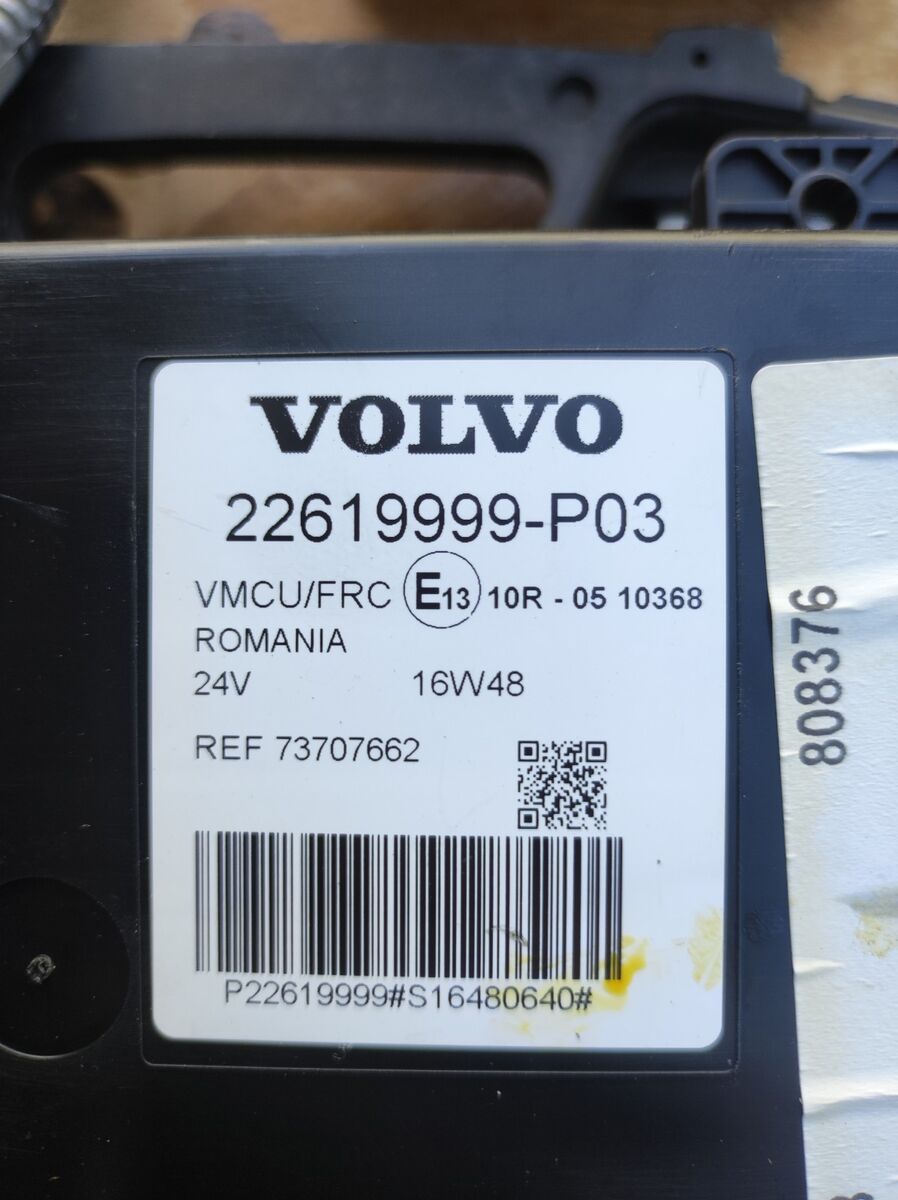 VOLVO
22619999-P03
VMCU/FRC E13 10R - 05 10368
ROMANIA
24V 16W48
REF 73707662
P22619999#S16480640#
808376